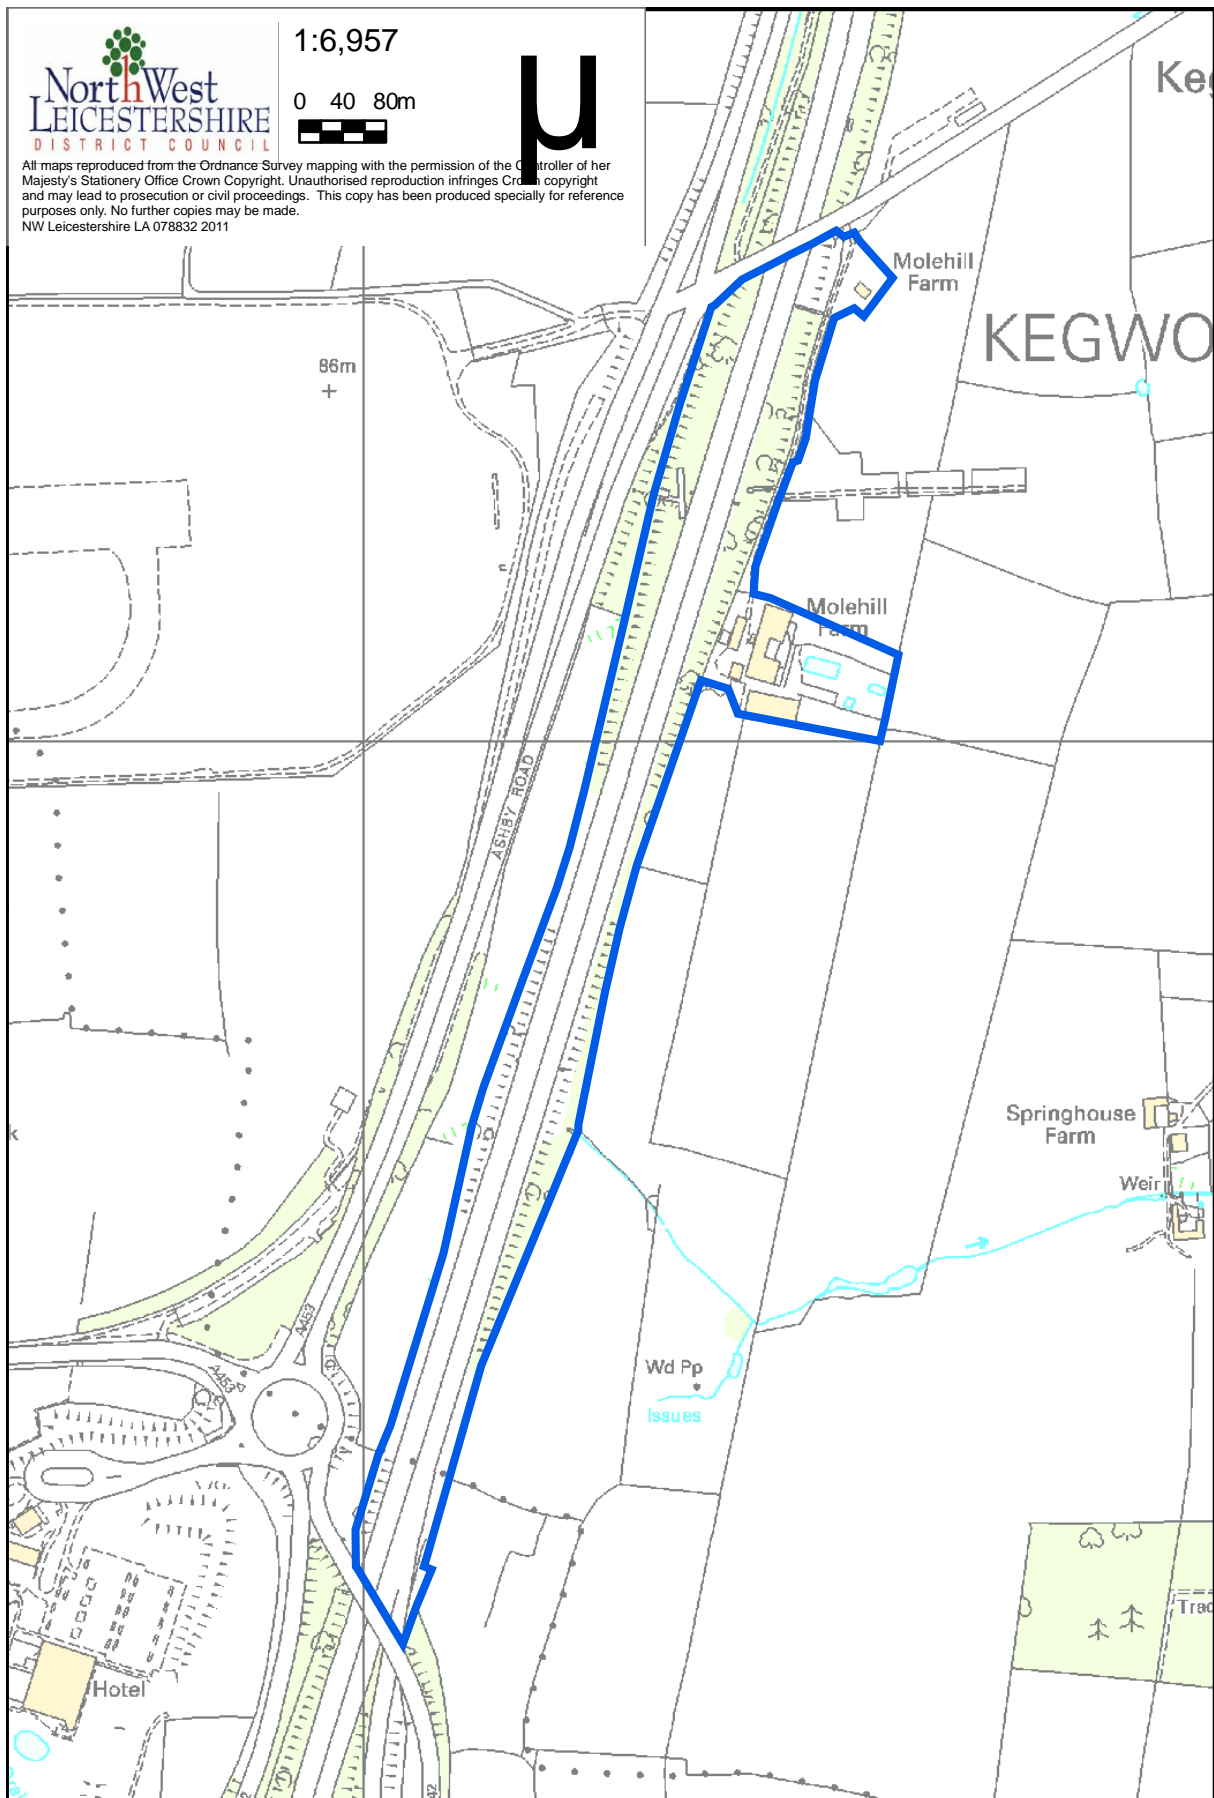 NorthWest
LEICESTERSHIRE
DISTRICT COUNCIL
1:6,957
0 40 80m
µ
All maps reproduced from the Ordnance Survey mapping with the permission of the Controller of her
Majesty's Stationery Office Crown Copyright. Unauthorised reproduction infringes Crown copyright
and may lead to prosecution or civil proceedings. This copy has been produced specially for reference
purposes only. No further copies may be made.
NW Leicestershire LA 078832 2011
Keg
Molehill
Farm
KEGWO
86m
Molehill
Farm
ASHBY ROAD
Springhouse
Farm
k
Weir
A453
A453
Wd Pp
Issues
Trac
Hotel
42